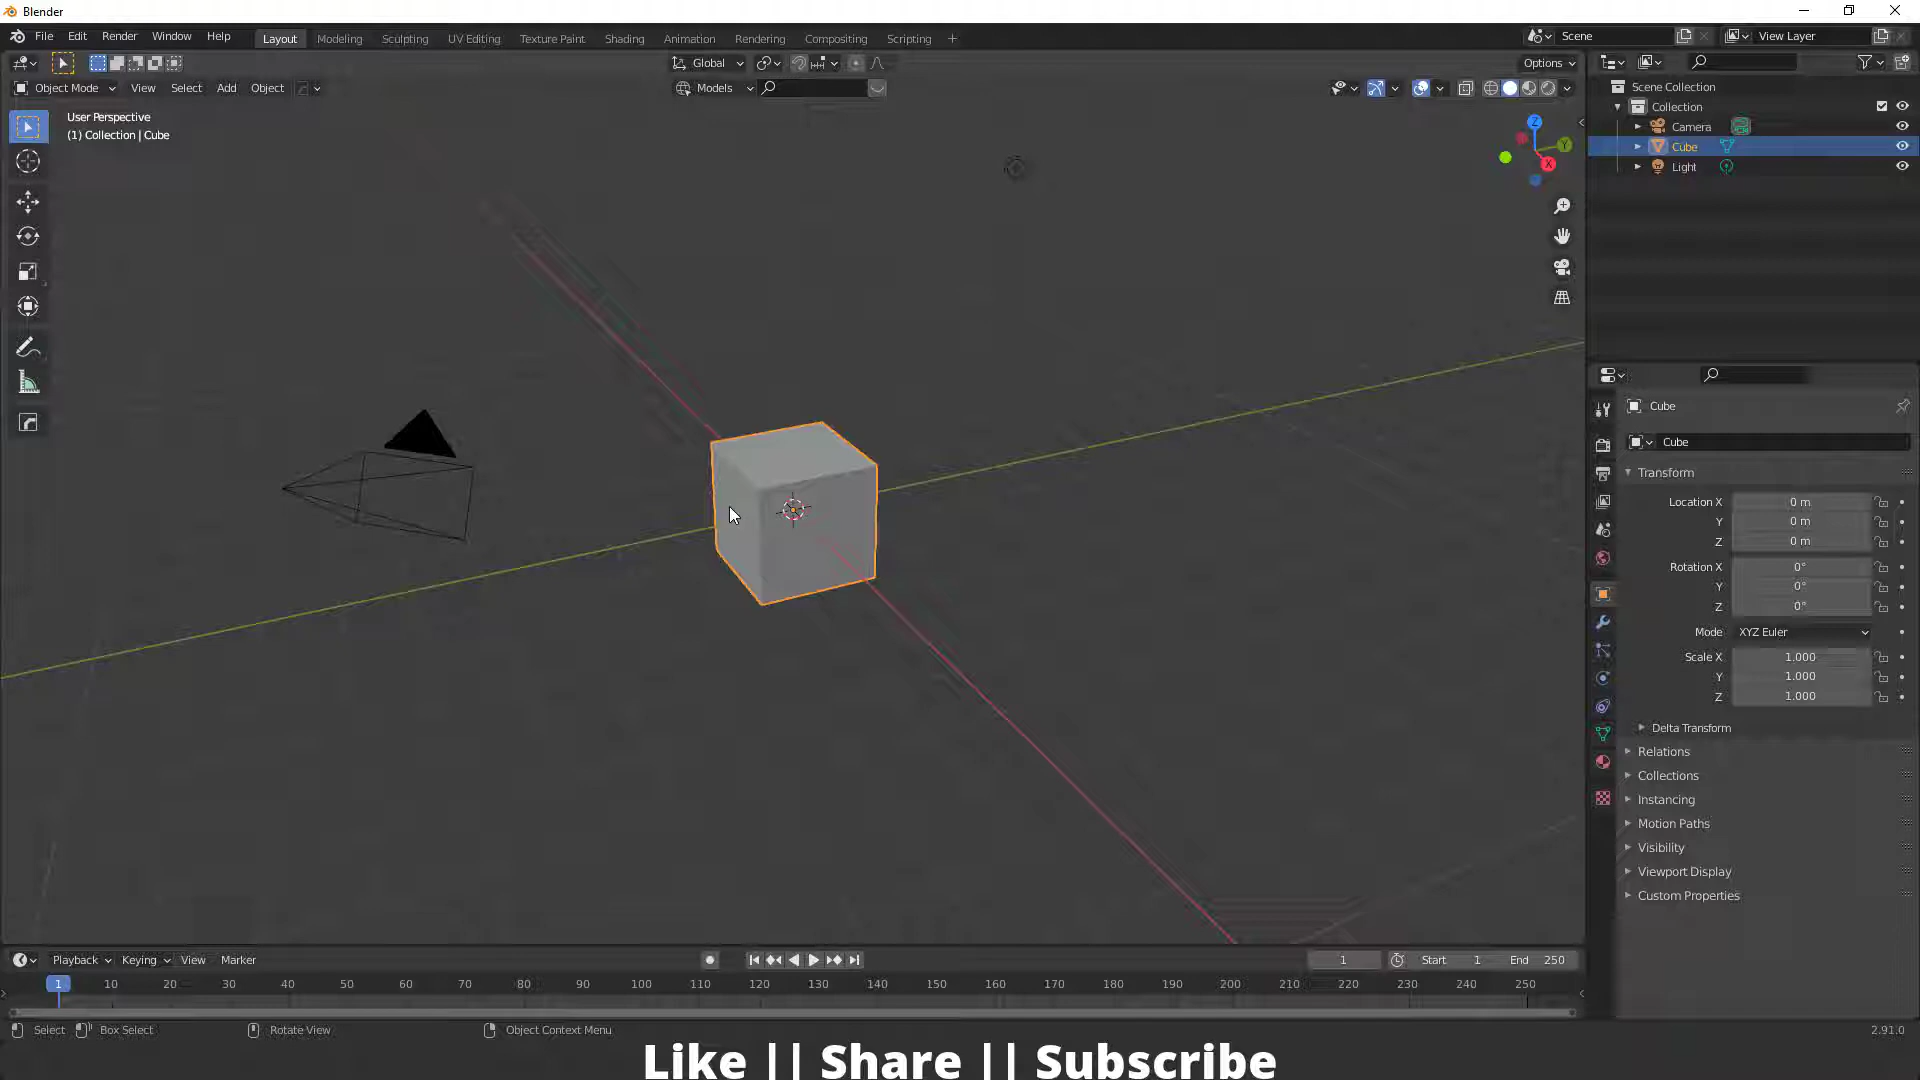 Blender
File Edit Render Window Help Layout Modeling Sculpting UV Editing Texture Paint Shading Animation Rendering Compositing Scripting + Scene View Layer
Global Options
Object Mode View Select Add Object Models
User Perspective
(1) Collection | Cube
Z
Y
X
Scene Collection
Collection
Camera
Cube
Light
Cube
Cube
Transform
Location X 0 m
Y 0 m
Z 0 m
Rotation X 0°
Y 0°
Z 0°
Mode XYZ Euler
Scale X 1.000
Y 1.000
Z 1.000
Delta Transform
Relations
Collections
Instancing
Motion Paths
Visibility
Viewport Display
Custom Properties
Playback Keying View Marker 1 Start 1 End 250
1 10 20 30 40 50 60 70 80 90 100 110 120 130 140 150 160 170 180 190 200 210 220 230 240 250
Select Box Select Rotate View Object Context Menu 2.91.0
Like || Share || Subscribe